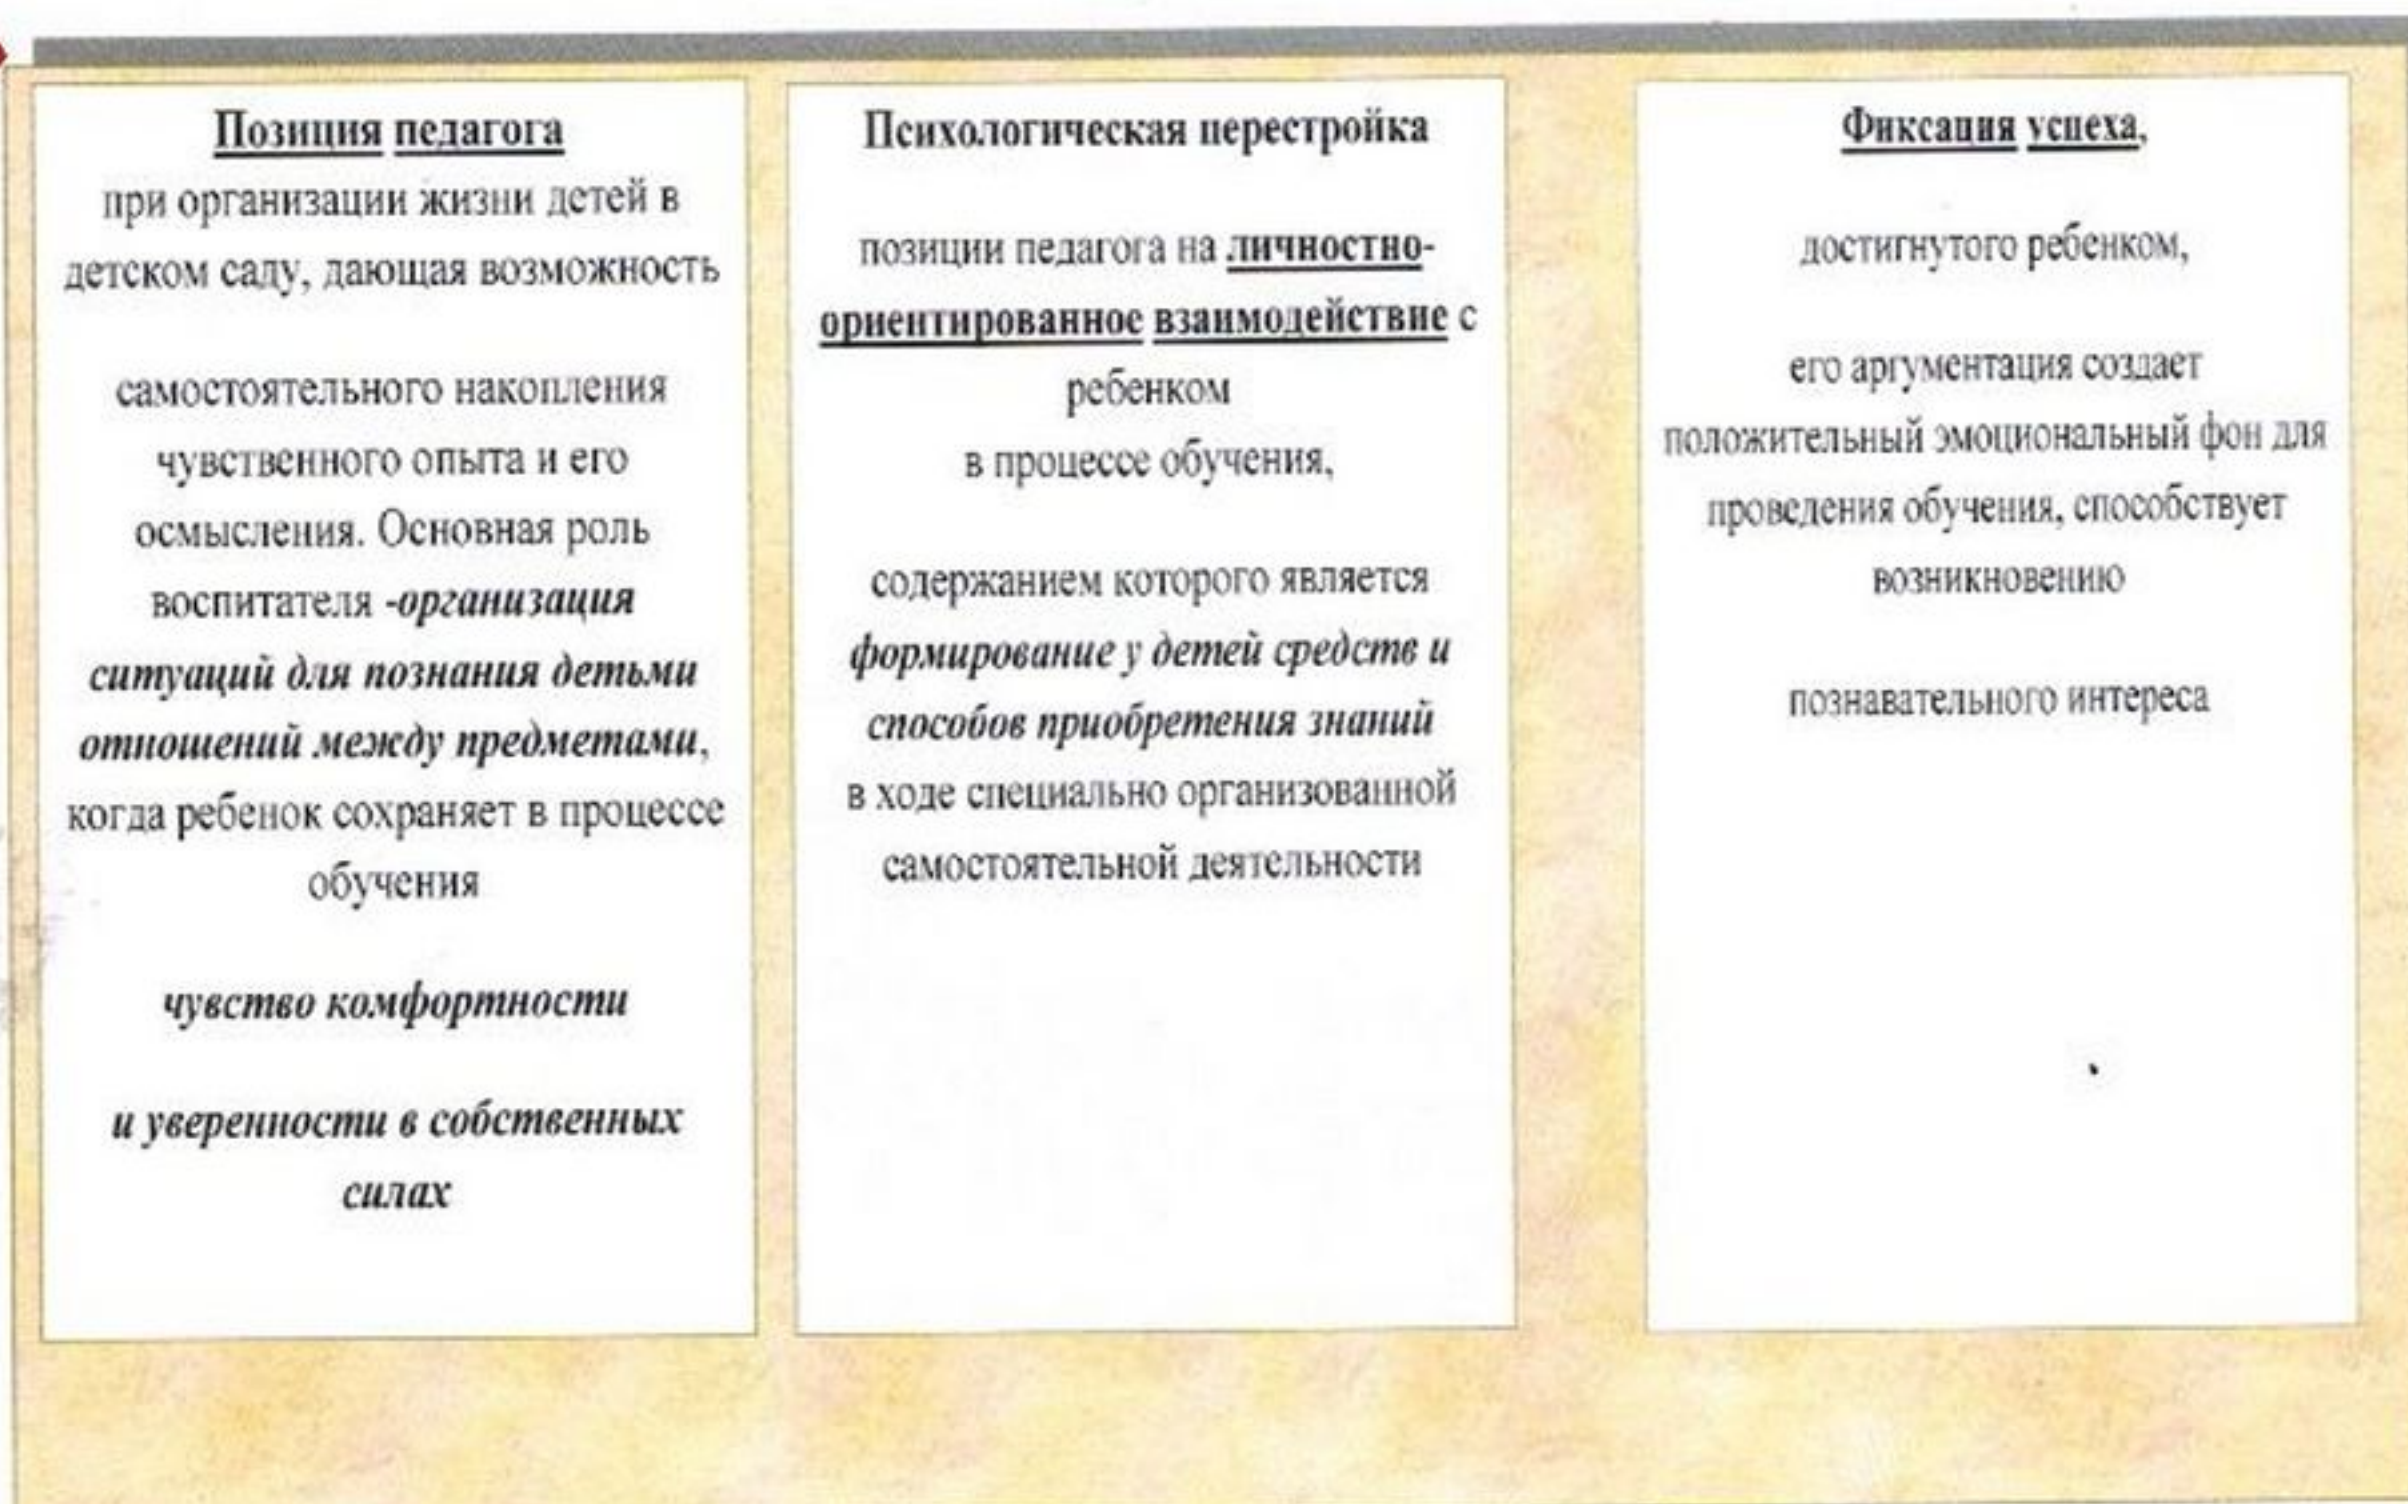 Позиция педагога
при организации жизни детей в
детском саду, дающая возможность
самостоятельного накопления
чувственного опыта и его
осмысления. Основная роль
воспитателя -организация
ситуаций для познания детьми
отношений между предметами,
когда ребенок сохраняет в процессе
обучения
чувство комфортности
и уверенности в собственных
силах
Психологическая перестройка
позиции педагога на личностно-
ориентированное взаимодействие с
ребенком
в процессе обучения,
содержанием которого является
формирование у детей средств и
способов приобретения знаний
в ходе специально организованной
самостоятельной деятельности
Фиксация успеха,
достигнутого ребенком,
его аргументация создает
положительный эмоциональный фон для
проведения обучения, способствует
возникновению
познавательного интереса